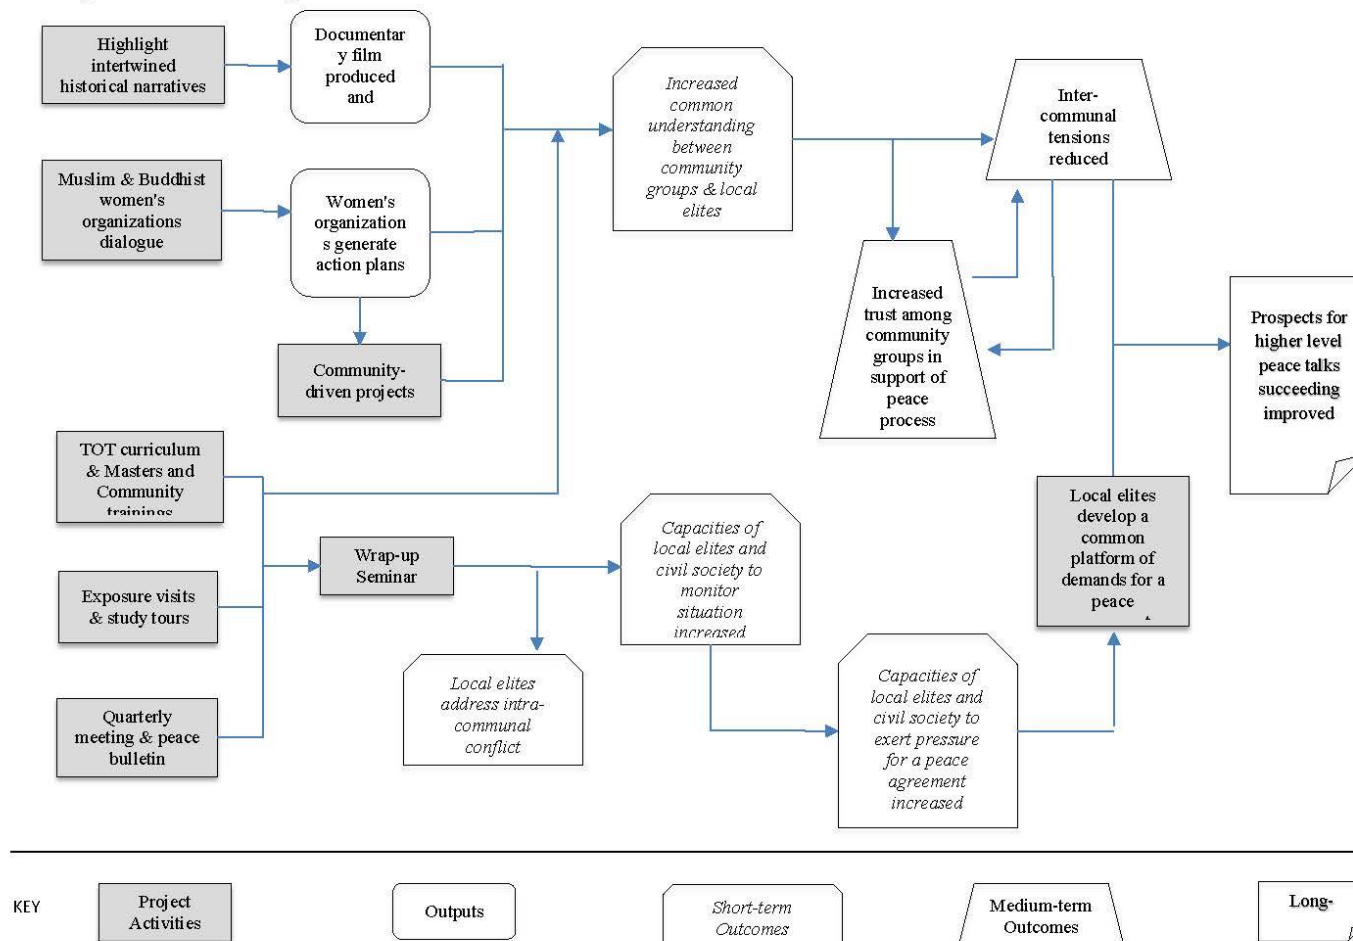 Highlight
intertwined
historical narratives
Documentar
y film
produced
and
Increased
common
understanding
between
community
groups & local
elites
Inter-
communal
tensions
reduced
Muslim & Buddhist
women's
organizations
dialogue
Women's
organization
s generate
action plans
Increased
trust among
community
groups in
support of
peace
process
Prospects for
higher level
peace talks
succeeding
improved
Community-
driven projects
TOT curriculum
& Masters and
Community
trainings
Wrap-up
Seminar
Capacities of
local elites and
civil society to
monitor
situation
increased
Local elites
develop a
common
platform of
demands for a
peace
Exposure visits
& study tours
Local elites
address intra-
communal
conflict
Capacities of
local elites and
civil society to
exert pressure
for a peace
agreement
increased
Quarterly
meeting & peace
bulletin
KEY
Project
Activities
Outputs
Short-term
Outcomes
Medium-term
Outcomes
Long-